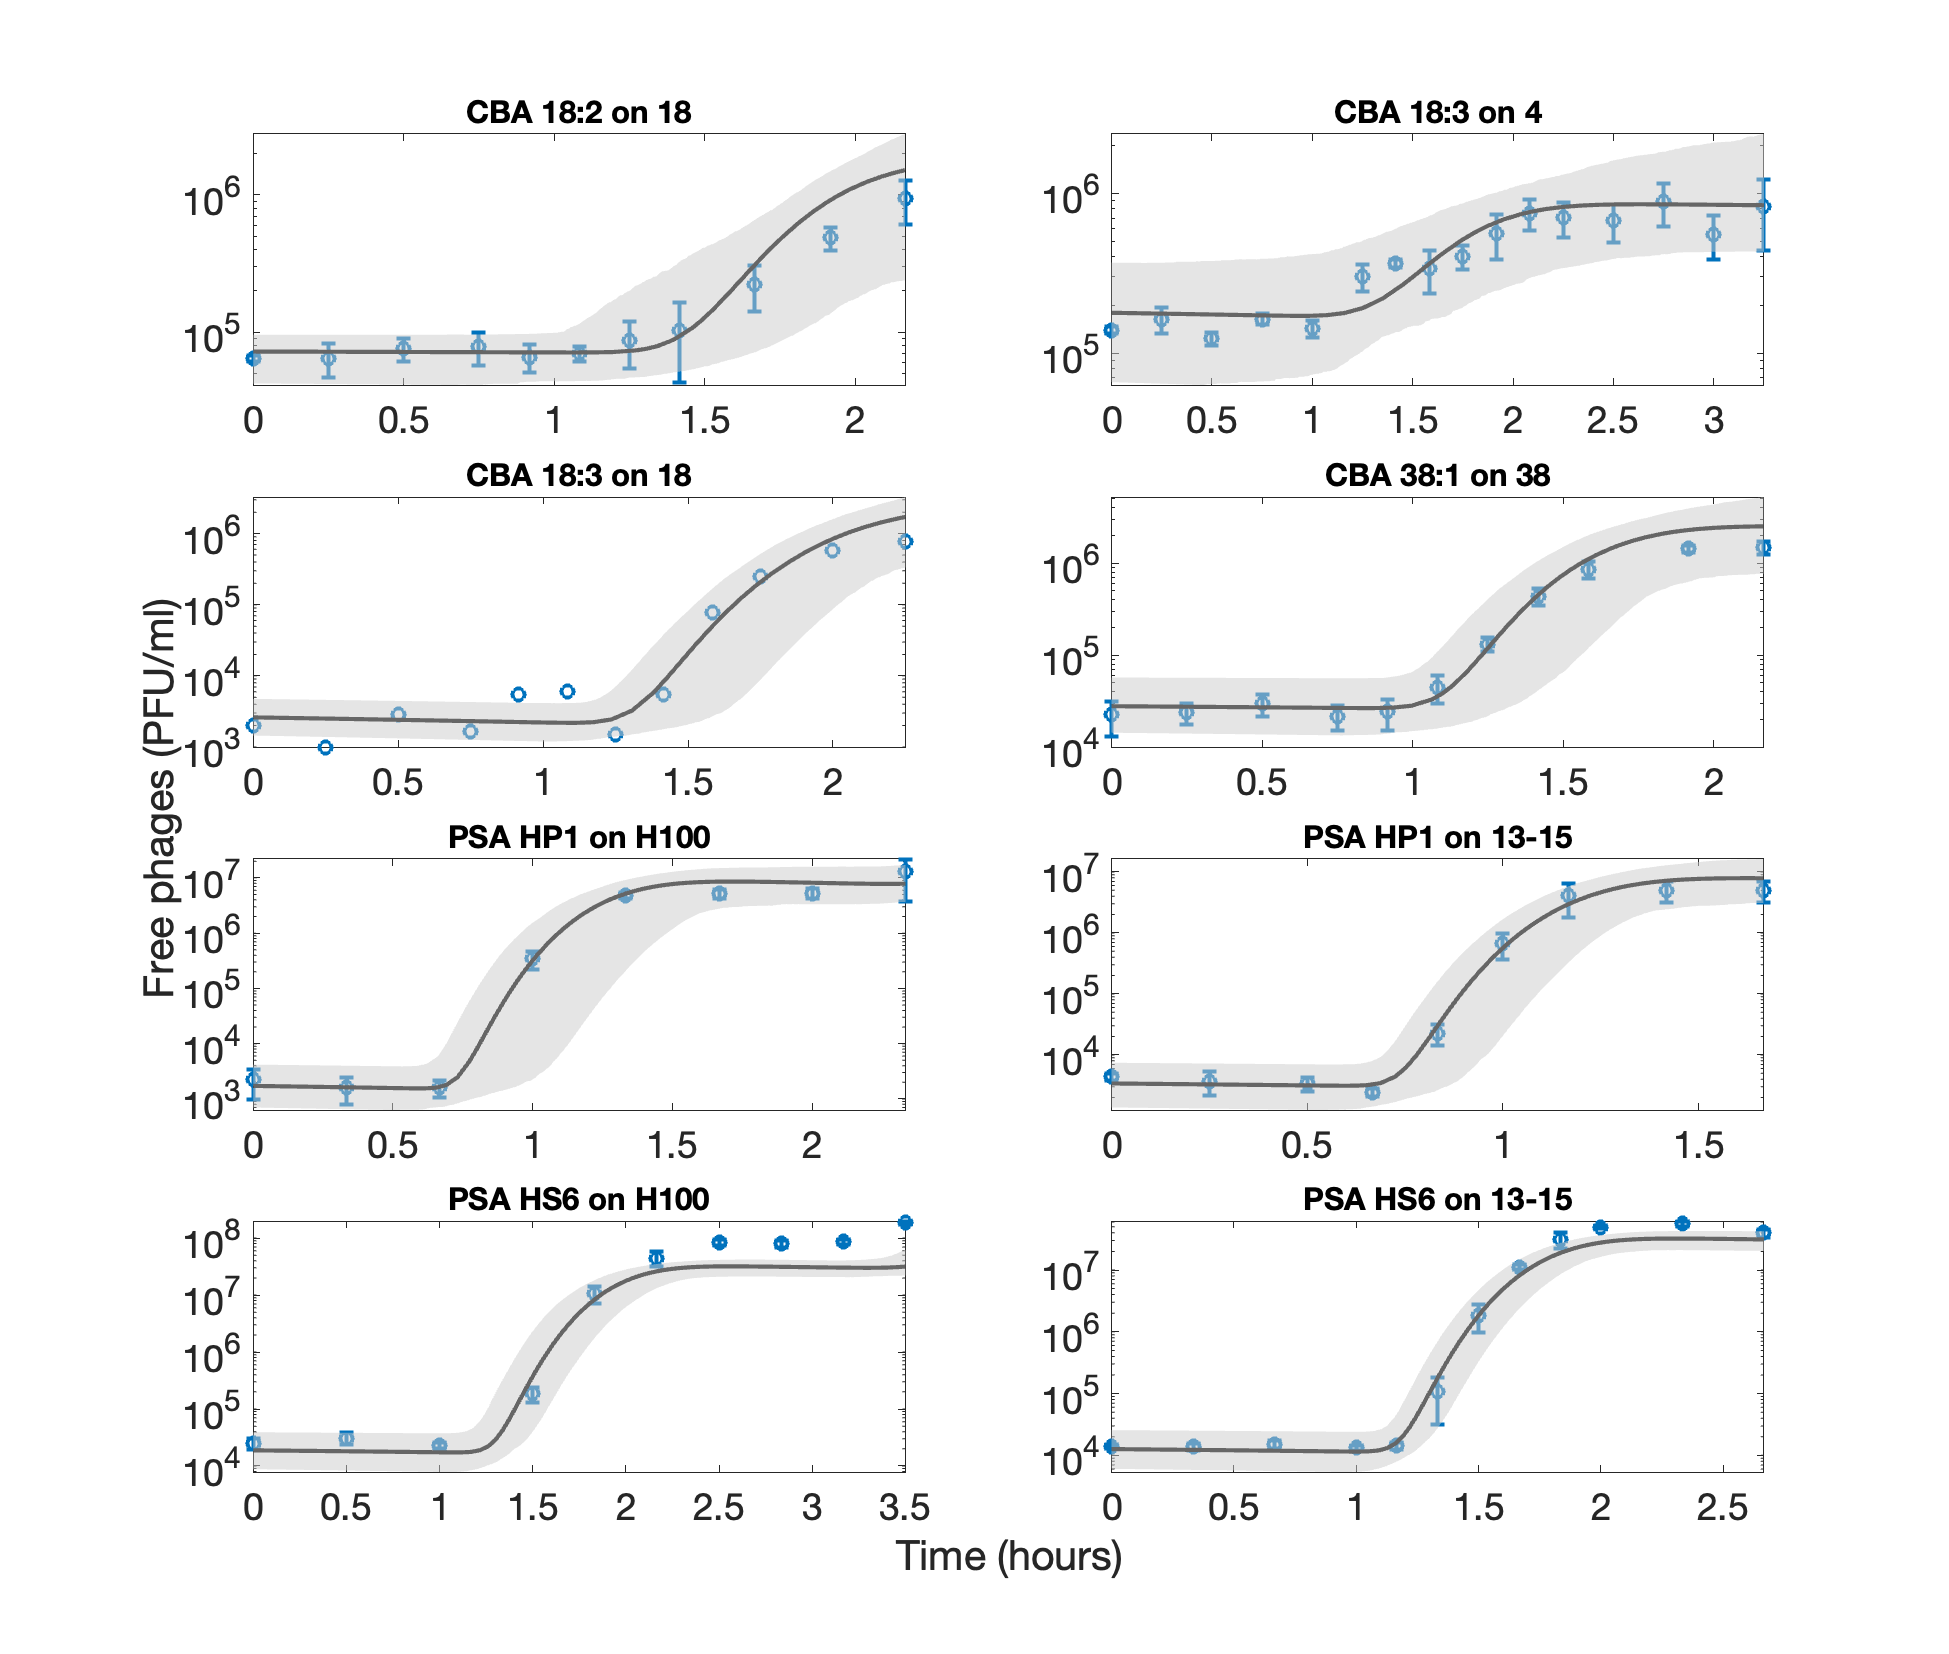 CBA 18:2 on 18
10^6
10^5
0 0.5 1 1.5 2
CBA 18:3 on 4
10^6
10^5
0 0.5 1 1.5 2 2.5 3
CBA 18:3 on 18
10^6
10^5
10^4
10^3
0 0.5 1 1.5 2
CBA 38:1 on 38
10^6
10^5
10^4
0 0.5 1 1.5 2
Free phages (PFU/ml)
PSA HP1 on H100
10^7
10^6
10^5
10^4
10^3
0 0.5 1 1.5 2
PSA HP1 on 13-15
10^7
10^6
10^5
10^4
0 0.5 1 1.5
PSA HS6 on H100
10^8
10^7
10^6
10^5
10^4
0 0.5 1 1.5 2 2.5 3 3.5
PSA HS6 on 13-15
10^7
10^6
10^5
10^4
0 0.5 1 1.5 2 2.5
Time (hours)